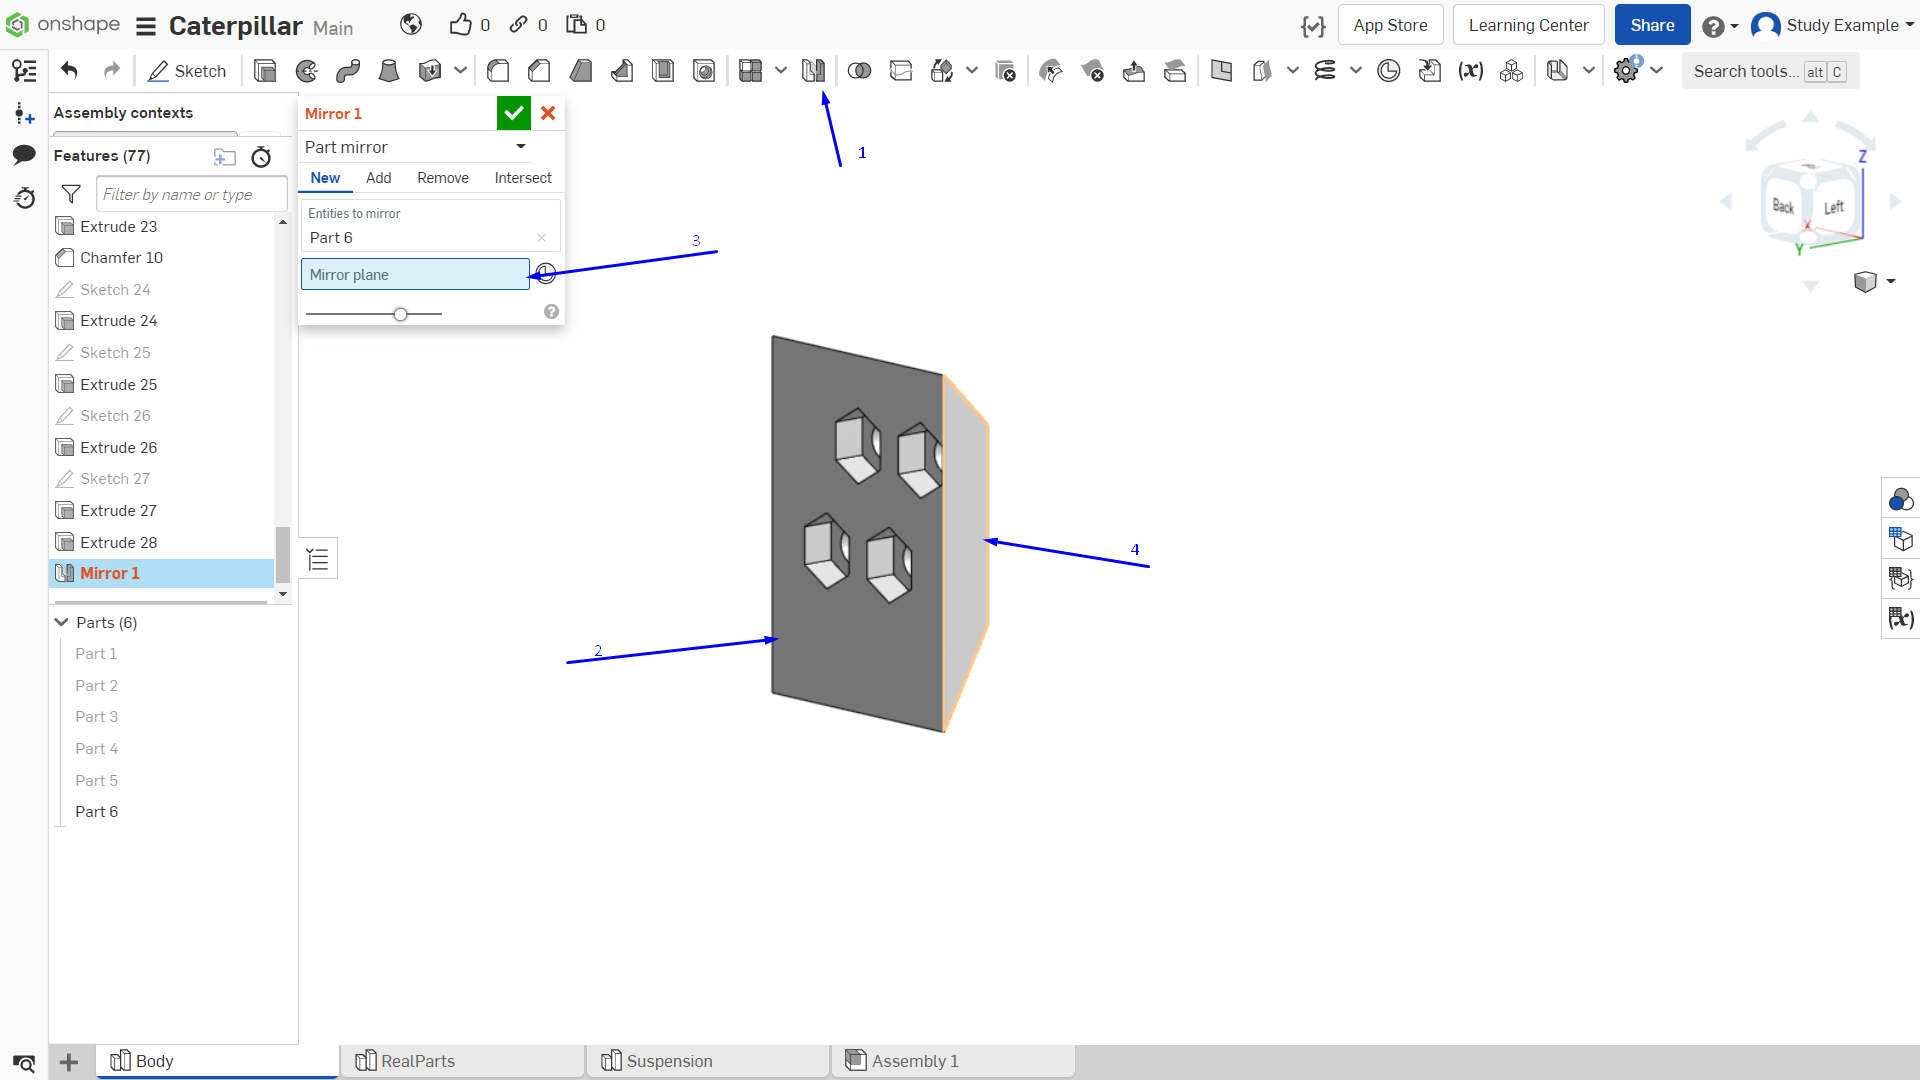 onshape Caterpillar Main 0 0 0 App Store Learning Center Share ? Study Example
Sketch (x) Search tools... alt C
Assembly contexts
Features (77)
Filter by name or type
Extrude 23
Chamfer 10
Sketch 24
Extrude 24
Sketch 25
Extrude 25
Sketch 26
Extrude 26
Sketch 27
Extrude 27
Extrude 28
Mirror 1
Parts (6)
Part 1
Part 2
Part 3
Part 4
Part 5
Part 6
Mirror 1
Part mirror
New Add Remove Intersect
Entities to mirror
Part 6
Mirror plane
?
1
3
2
4
Z
Back Left
X
Y
(x)
Body RealParts Suspension Assembly 1